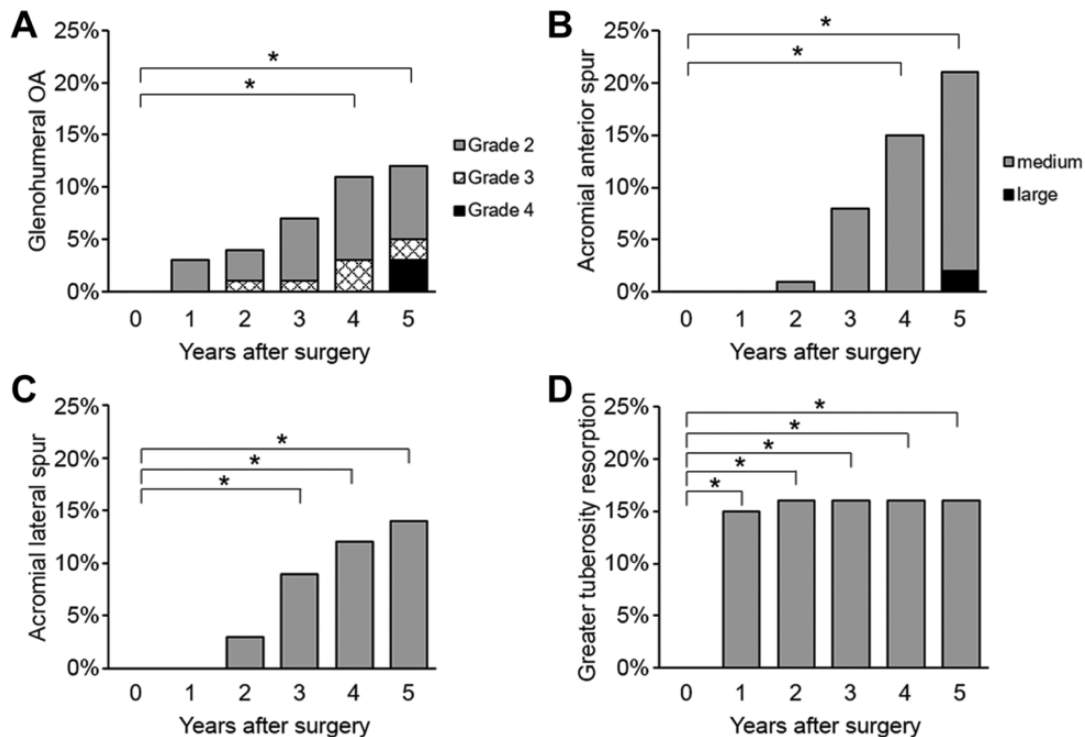 A
Glenohumeral OA
25%
20%
15%
10%
5%
0%
*
*
Grade 2
Grade 3
Grade 4
0 1 2 3 4 5
Years after surgery
B
Acromial anterior spur
25%
20%
15%
10%
5%
0%
*
*
medium
large
0 1 2 3 4 5
Years after surgery
C
Acromial lateral spur
25%
20%
15%
10%
5%
0%
*
*
*
0 1 2 3 4 5
Years after surgery
D
Greater tuberosity resorption
25%
20%
15%
10%
5%
0%
*
*
*
*
*
0 1 2 3 4 5
Years after surgery